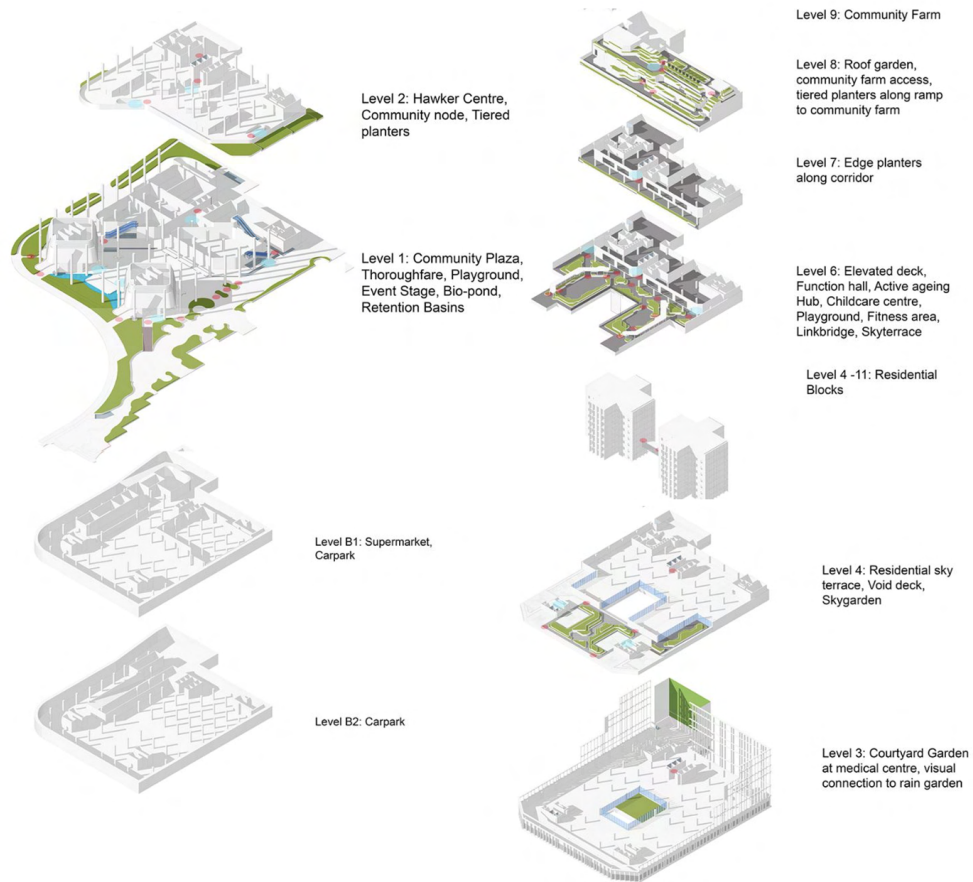 Level 2: Hawker Centre,
Community node, Tiered
planters
Level 1: Community Plaza,
Thoroughfare, Playground,
Event Stage, Bio-pond,
Retention Basins
Level B1: Supermarket,
Carpark
Level B2: Carpark
Level 9: Community Farm
Level 8: Roof garden,
community farm access,
tiered planters along ramp
to community farm
Level 7: Edge planters
along corridor
Level 6: Elevated deck,
Function hall, Active ageing
Hub, Childcare centre,
Playground, Fitness area,
Linkbridge, Skyterrace
Level 4 -11: Residential
Blocks
Level 4: Residential sky
terrace, Void deck,
Skygarden
Level 3: Courtyard Garden
at medical centre, visual
connection to rain garden